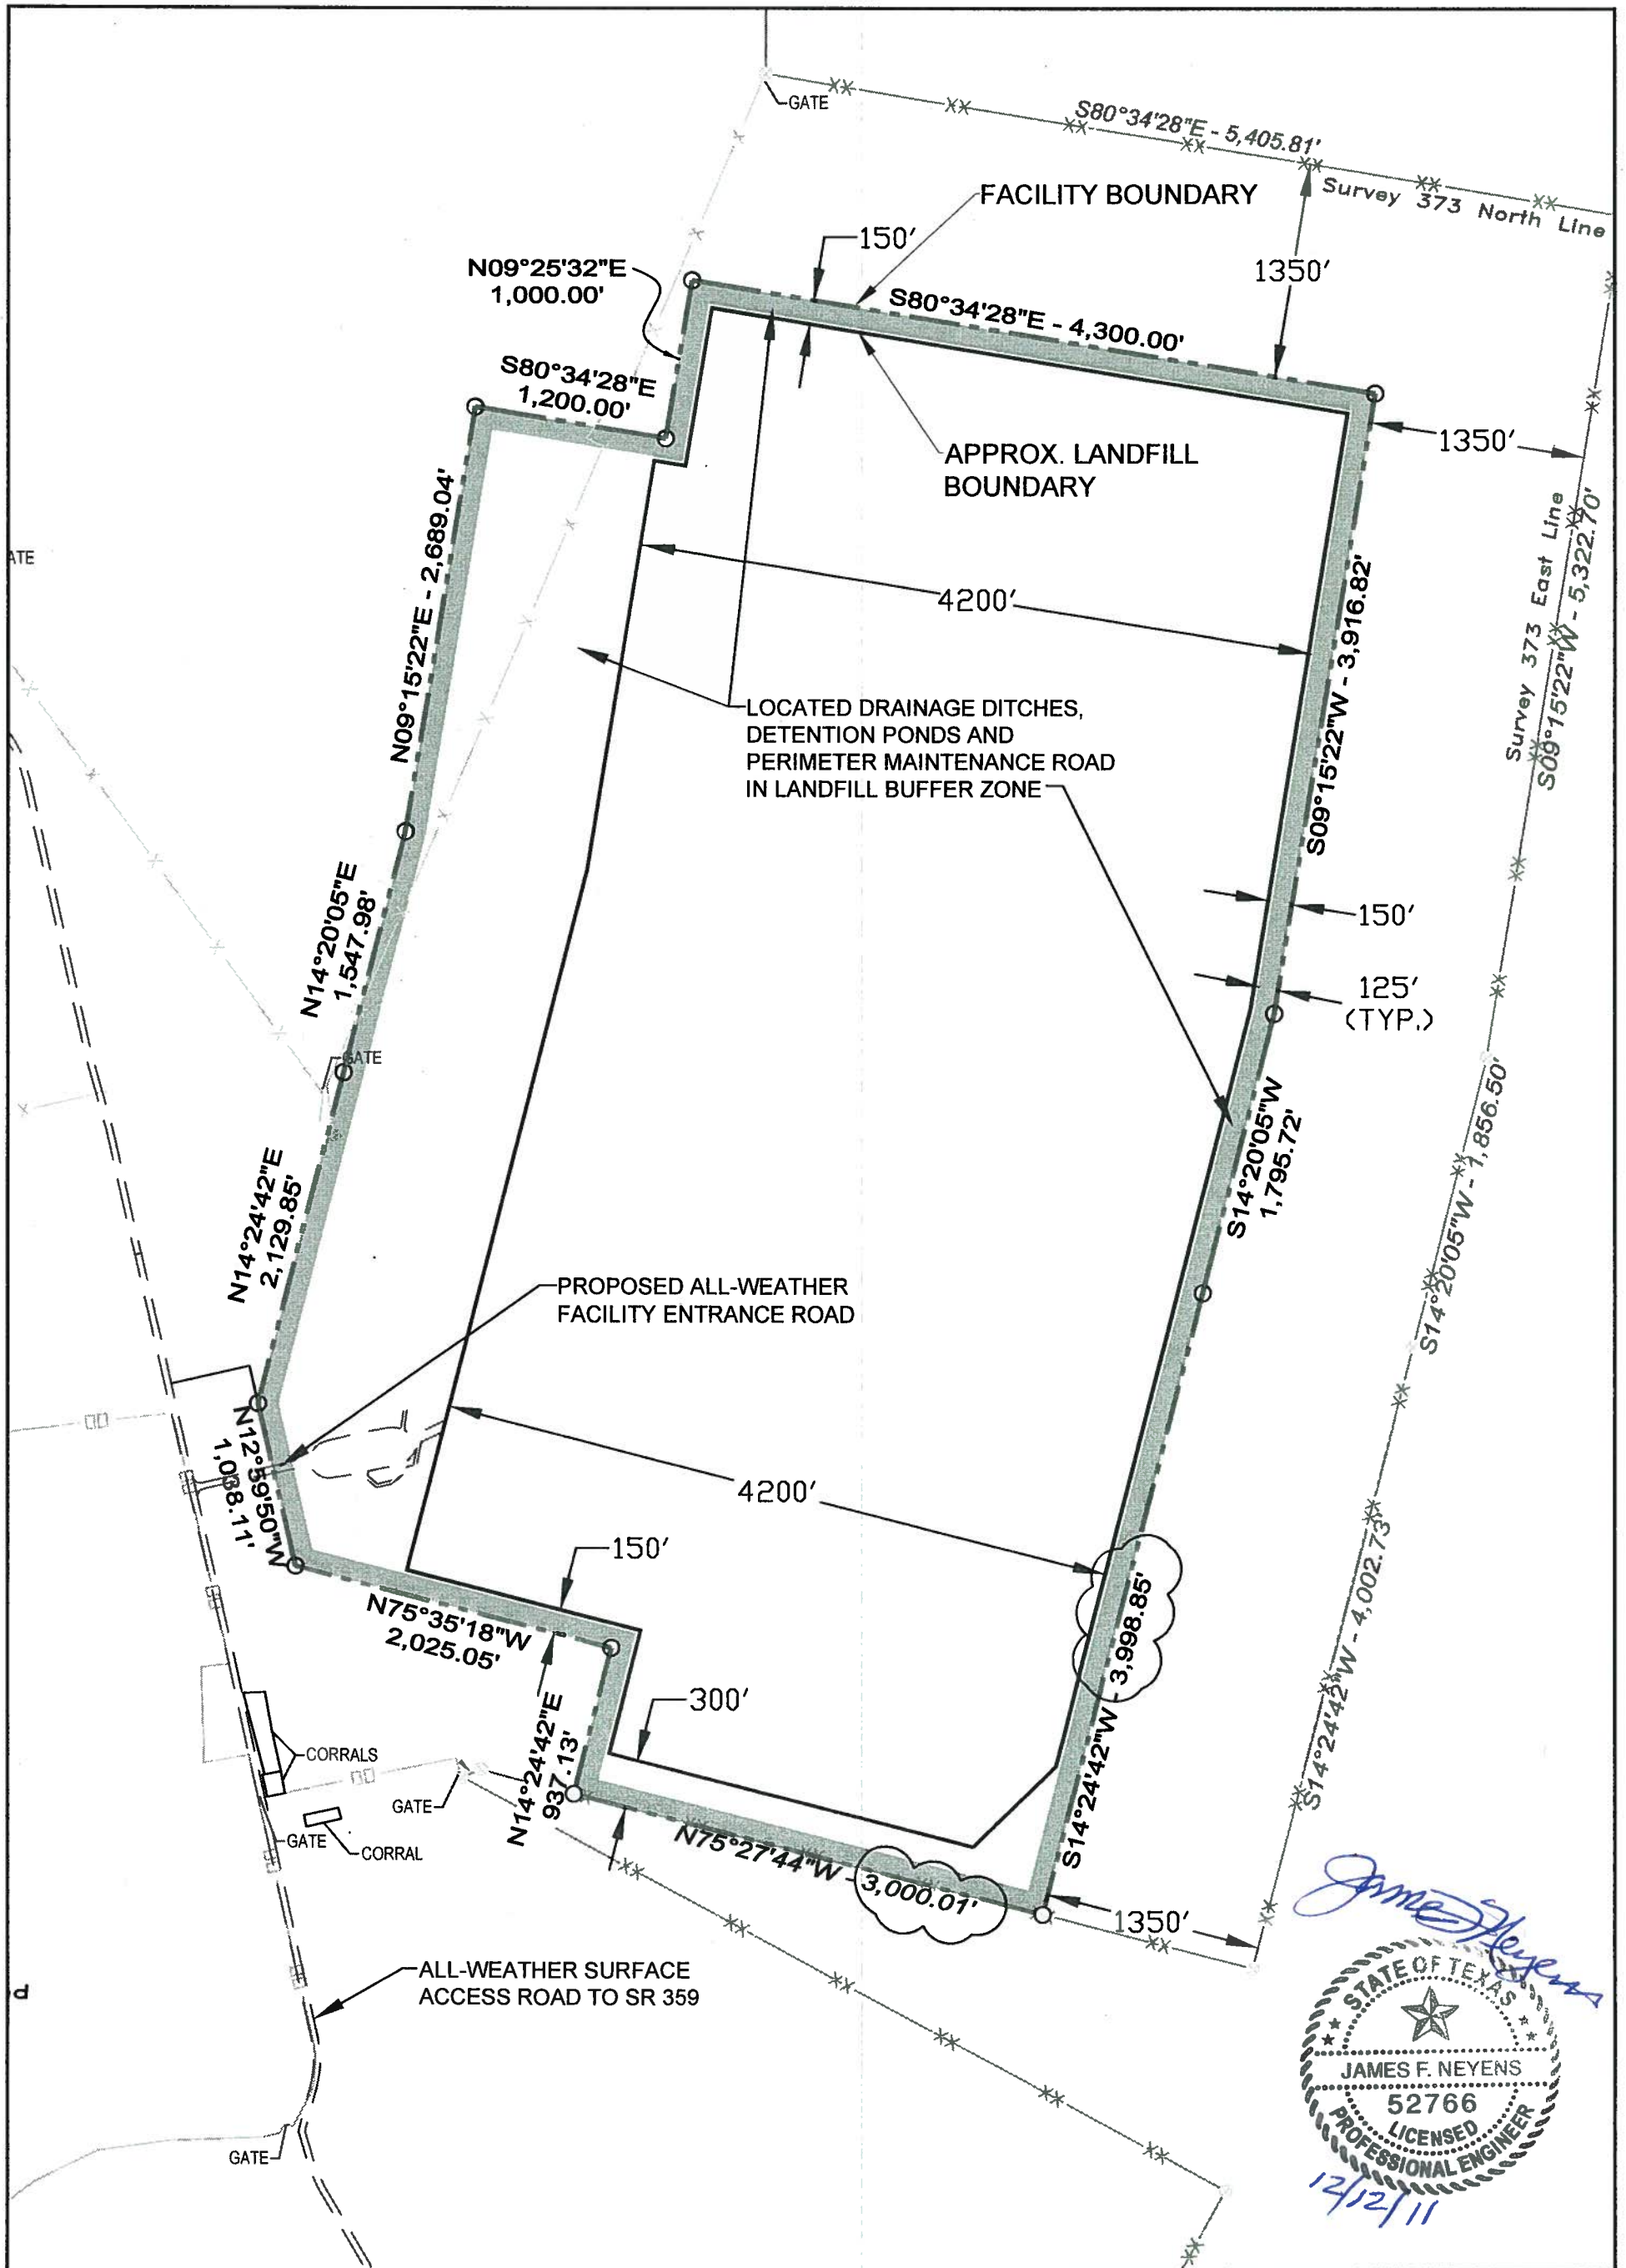 GATE
S80°34'28"E - 5,405.81'
Survey 373 North Line
FACILITY BOUNDARY
150'
1350'
N09°25'32"E
1,000.00'
S80°34'28"E - 4,300.00'
S80°34'28"E
1,200.00'
1350'
APPROX. LANDFILL
BOUNDARY
N09°15'22"E - 2,689.04'
ATE
4200'
S09°15'22"W - 3,916.82'
Survey 373 East Line
S09°15'22"W - 5,322.70'
LOCATED DRAINAGE DITCHES,
DETENTION PONDS AND
PERIMETER MAINTENANCE ROAD
IN LANDFILL BUFFER ZONE
150'
125'
(TYP.)
N14°20'05"E
1,547.98'
GATE
S14°20'05"W
1,795.72'
S14°20'05"W - 1,856.50'
N14°24'42"E
2,129.85'
PROPOSED ALL-WEATHER
FACILITY ENTRANCE ROAD
N12°59'50"W
1,038.11'
4200'
150'
N75°35'18"W
2,025.05'
S14°24'42"W - 3,998.85'
S14°24'42"W - 4,002.73'
300'
N14°24'42"E
937.13'
CORRALS
GATE
GATE
CORRAL
N75°27'44"W - 3,000.01'
1350'
ALL-WEATHER SURFACE
ACCESS ROAD TO SR 359
d
GATE
James F Neyens
STATE OF TEXAS
JAMES F. NEYENS
52766
LICENSED
PROFESSIONAL ENGINEER
12/12/11